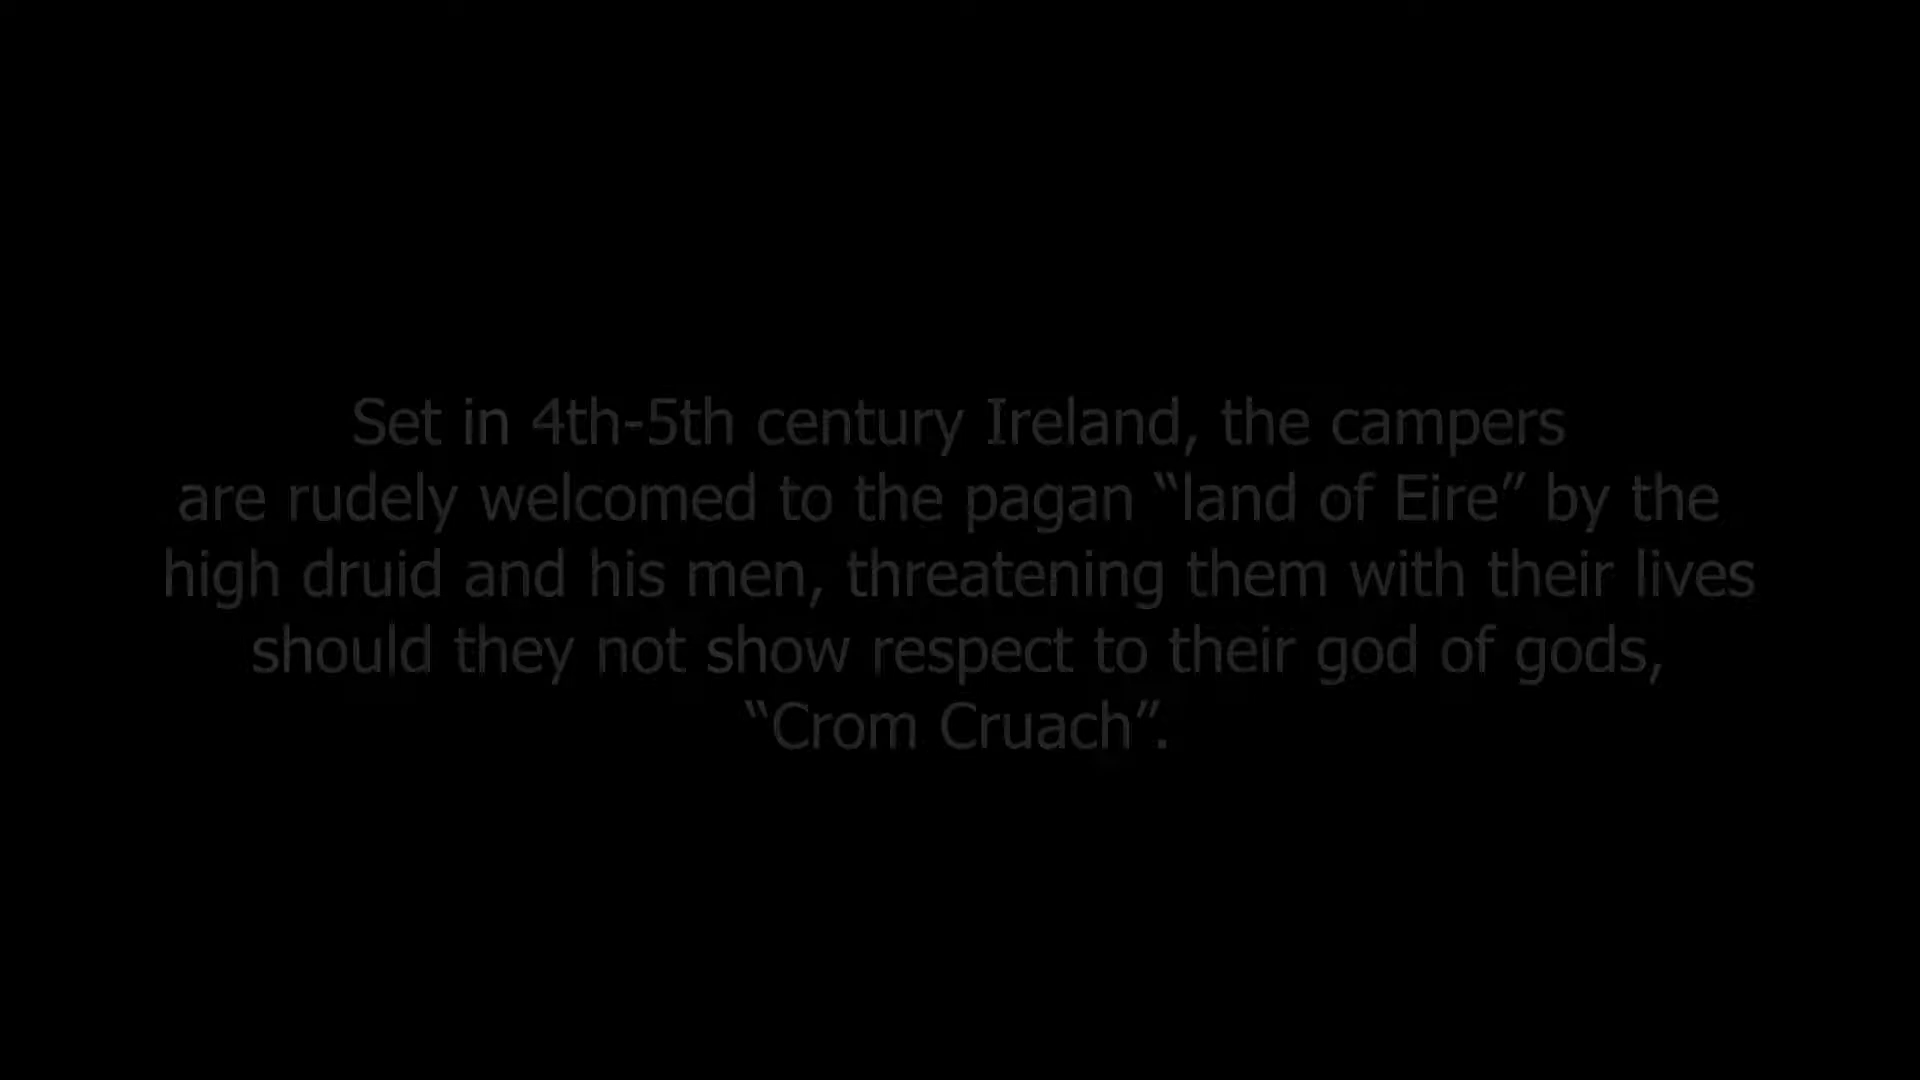 Set in 4th-5th century Ireland, the campers
are rudely welcomed to the pagan “land of Eire” by the
high druid and his men, threatening them with their lives
should they not show respect to their god of gods,
“Crom Cruach”.